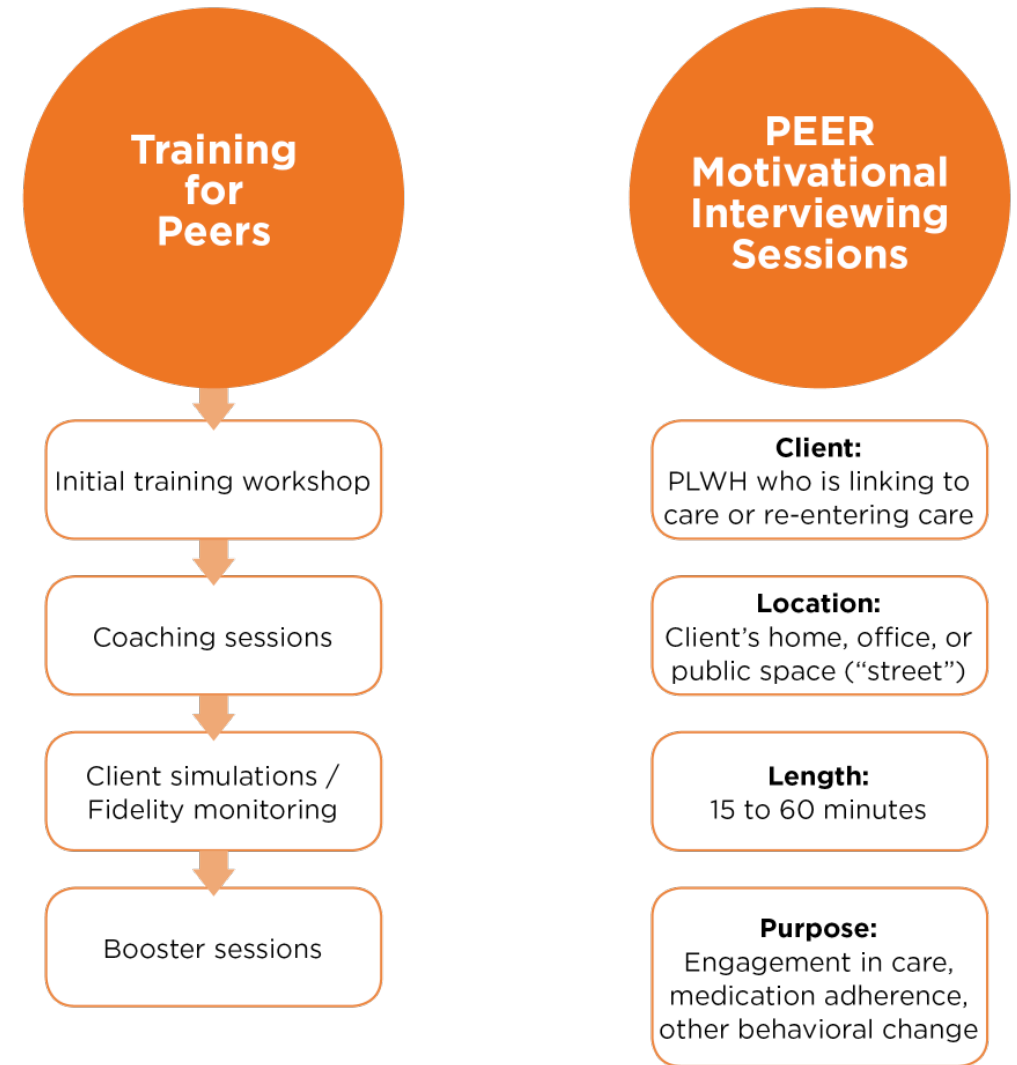 Training
for
Peers
Initial training workshop
Coaching sessions
Client simulations /
Fidelity monitoring
Booster sessions
PEER
Motivational
Interviewing
Sessions
Client:
PLWH who is linking to
care or re-entering care
Location:
Client’s home, office, or
public space (“street”)
Length:
15 to 60 minutes
Purpose:
Engagement in care,
medication adherence,
other behavioral change